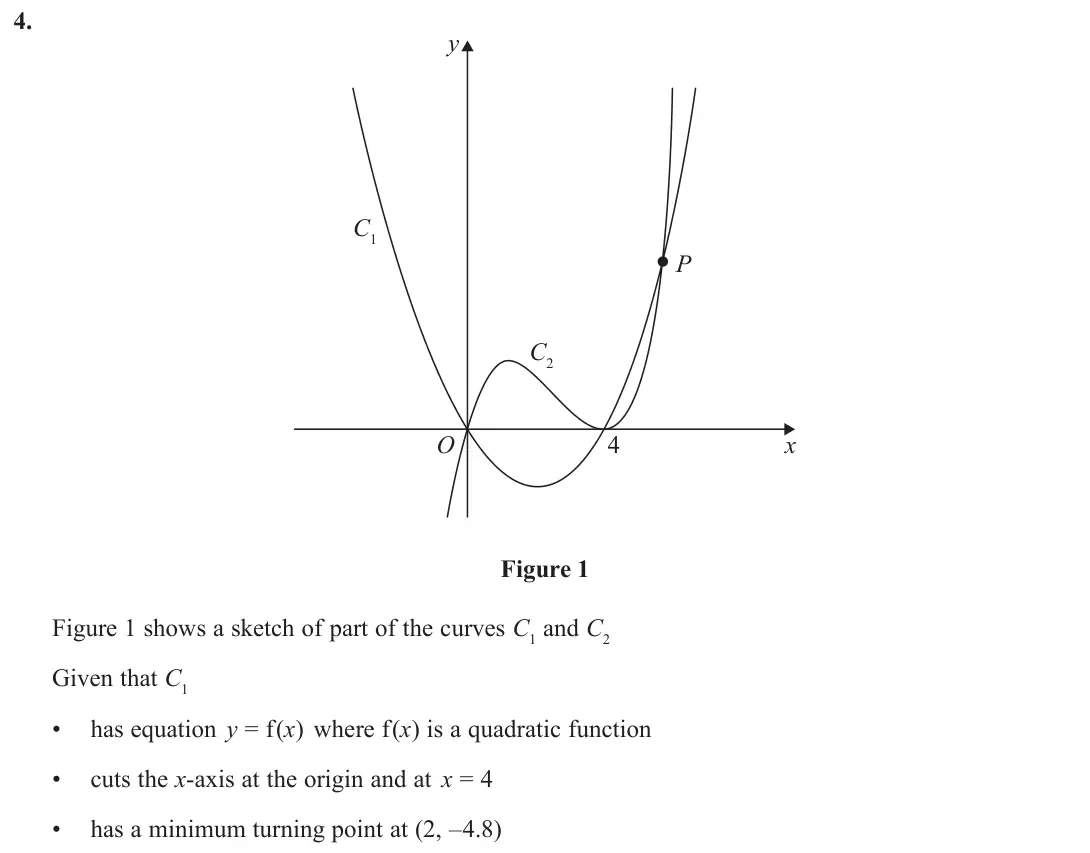 4.
y
C₁
P
C₂
O
4
x
Figure 1
Figure 1 shows a sketch of part of the curves C₁ and C₂
Given that C₁
• has equation y = f(x) where f(x) is a quadratic function
• cuts the x-axis at the origin and at x = 4
• has a minimum turning point at (2, –4.8)